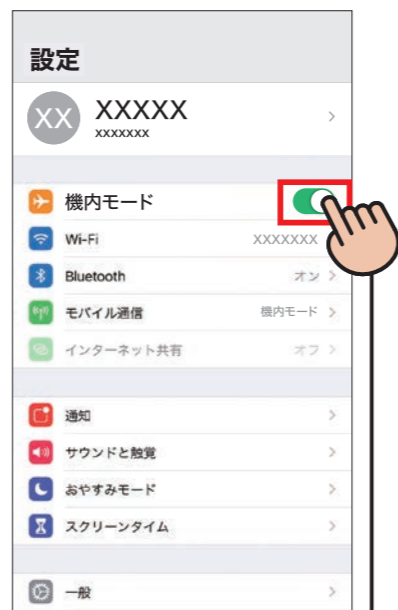 設定
XX
XXXXX
xxxxxxx
機内モード
Wi-Fi XXXXXXX
Bluetooth オン
モバイル通信 機内モード
インターネット共有 オフ
通知
サウンドと触覚
おやすみモード
スクリーンタイム
一般